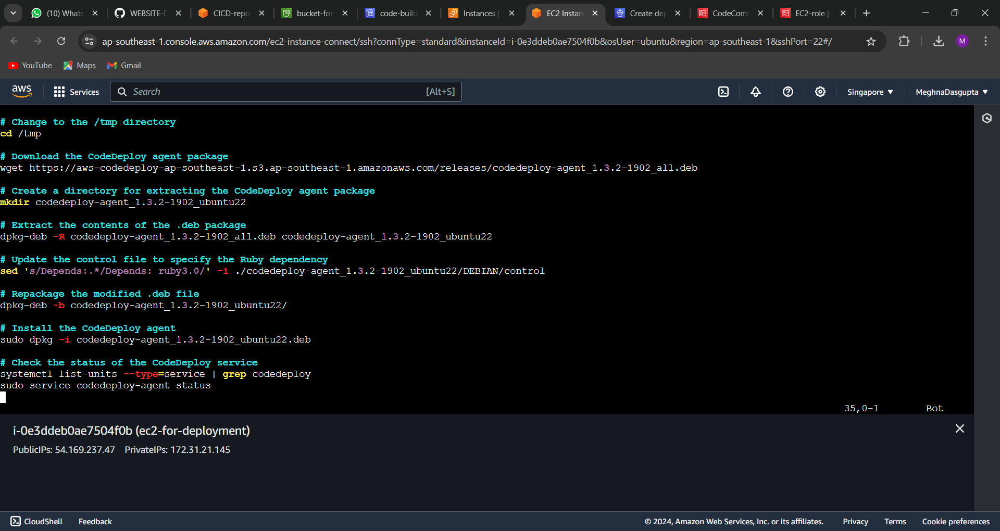 (10) Whats
WEBSITE-D
CICD-repo
bucket-for
code-build
Instances |
EC2 Instan
Create dep
CodeComm
EC2-role |
ap-southeast-1.console.aws.amazon.com/ec2-instance-connect/ssh?connType=standard&instanceId=i-0e3ddeb0ae7504f0b&osUser=ubuntu&region=ap-southeast-1&sshPort=22#/
M
YouTube
Maps
Gmail
aws
Services
Search
[Alt+S]
Singapore
MeghnaDasgupta
# Change to the /tmp directory
cd /tmp
# Download the CodeDeploy agent package
wget https://aws-codedeploy-ap-southeast-1.s3.ap-southeast-1.amazonaws.com/releases/codedeploy-agent_1.3.2-1902_all.deb
# Create a directory for extracting the CodeDeploy agent package
mkdir codedeploy-agent_1.3.2-1902_ubuntu22
# Extract the contents of the .deb package
dpkg-deb -R codedeploy-agent_1.3.2-1902_all.deb codedeploy-agent_1.3.2-1902_ubuntu22
# Update the control file to specify the Ruby dependency
sed 's/Depends:.*/Depends: ruby3.0/' -i ./codedeploy-agent_1.3.2-1902_ubuntu22/DEBIAN/control
# Repackage the modified .deb file
dpkg-deb -b codedeploy-agent_1.3.2-1902_ubuntu22/
# Install the CodeDeploy agent
sudo dpkg -i codedeploy-agent_1.3.2-1902_ubuntu22.deb
# Check the status of the CodeDeploy service
systemctl list-units --type=service | grep codedeploy
sudo service codedeploy-agent status
35,0-1 Bot
i-0e3ddeb0ae7504f0b (ec2-for-deployment)
PublicIPs: 54.169.237.47 PrivateIPs: 172.31.21.145
CloudShell
Feedback
© 2024, Amazon Web Services, Inc. or its affiliates.
Privacy
Terms
Cookie preferences